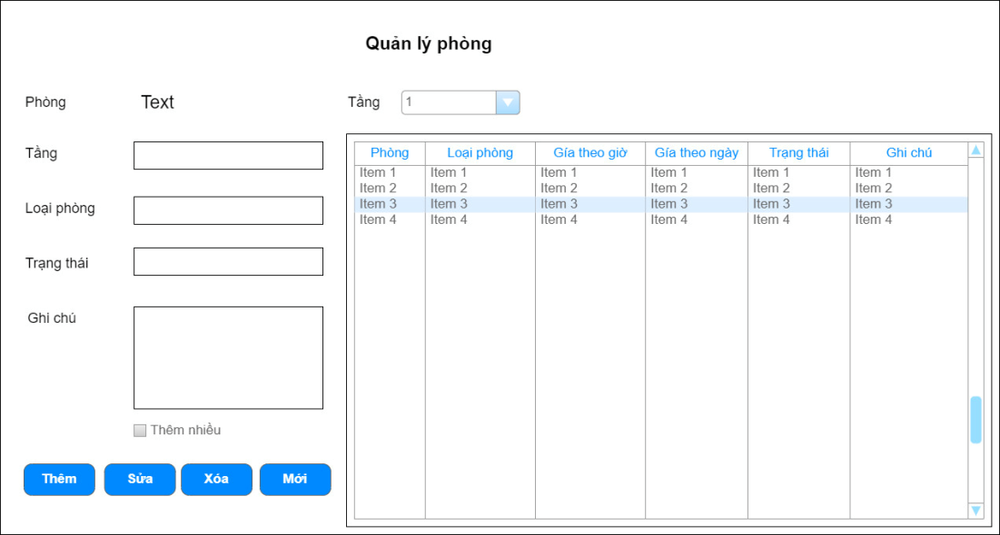 Quản lý phòng
Phòng Text Tầng 1
Tầng
Loại phòng
Trạng thái
Ghi chú
Thêm nhiều
Thêm Sửa Xóa Mới
Phòng Loại phòng Gía theo giờ Gía theo ngày Trạng thái Ghi chú
Item 1 Item 1 Item 1 Item 1 Item 1 Item 1
Item 2 Item 2 Item 2 Item 2 Item 2 Item 2
Item 3 Item 3 Item 3 Item 3 Item 3 Item 3
Item 4 Item 4 Item 4 Item 4 Item 4 Item 4